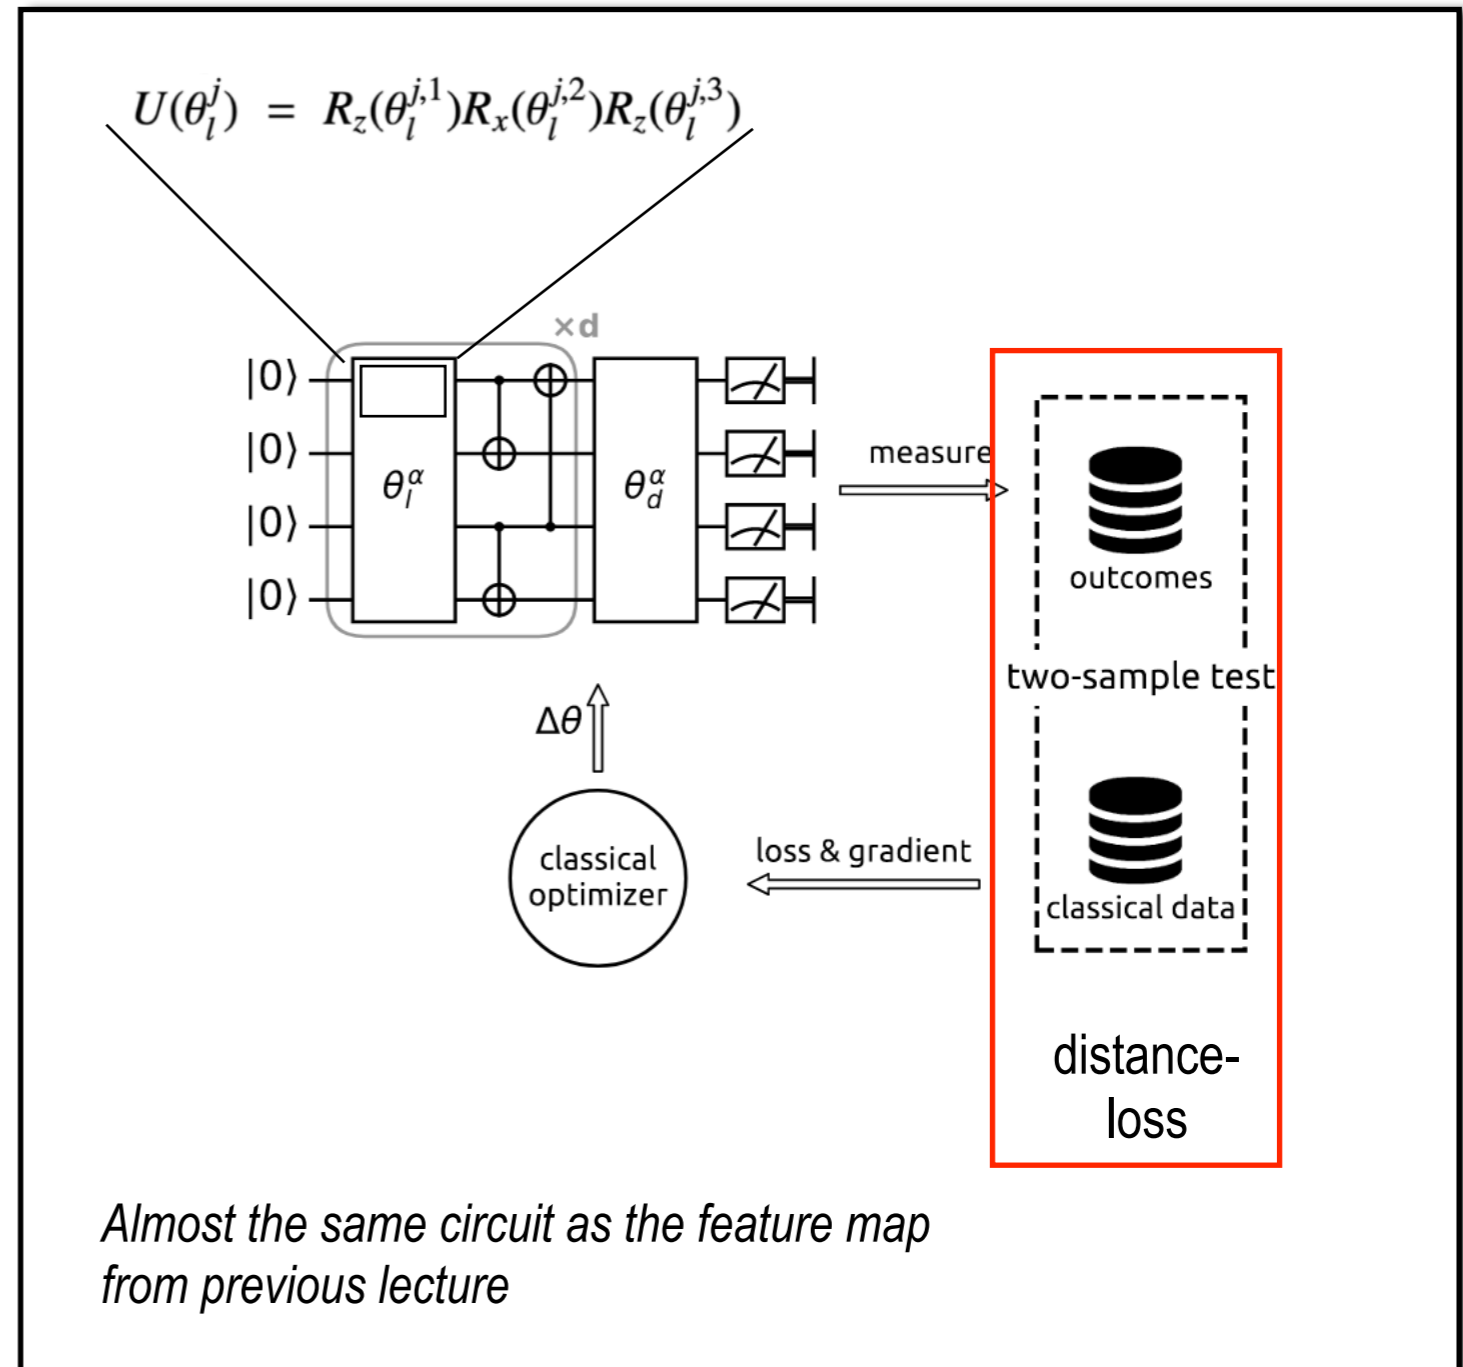 U(θ_l^j) = R_z(θ_l^{j,1})R_x(θ_l^{j,2})R_z(θ_l^{j,3})
×d
|0⟩
|0⟩
|0⟩
|0⟩
θ_l^α
θ_d^α
measure
outcomes
two-sample test
Δθ
classical
optimizer
loss & gradient
classical data
distance-
loss
Almost the same circuit as the feature map
from previous lecture